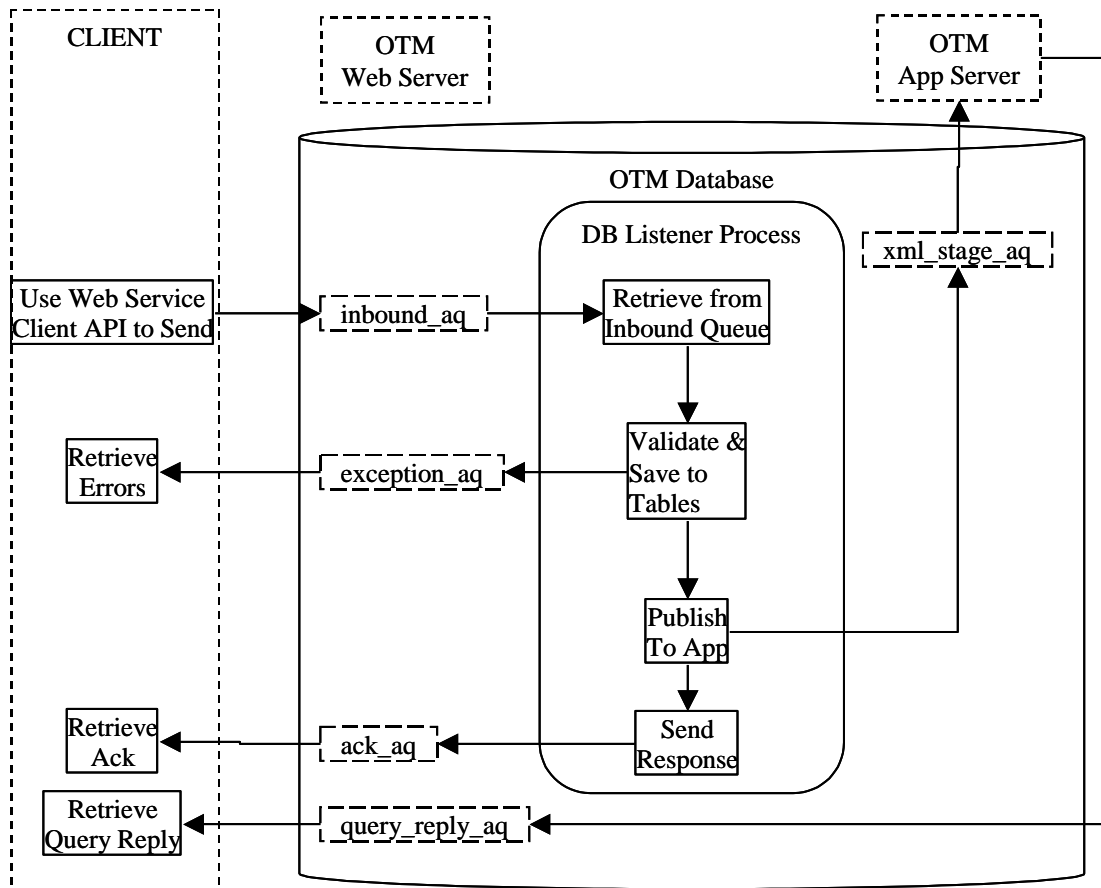 CLIENT
OTM
Web Server
OTM
App Server
OTM Database
DB Listener Process
xml_stage_aq
Use Web Service
Client API to Send
inbound_aq
Retrieve from
Inbound Queue
Retrieve
Errors
exception_aq
Validate &
Save to
Tables
Publish
To App
Retrieve
Ack
ack_aq
Send
Response
Retrieve
Query Reply
query_reply_aq